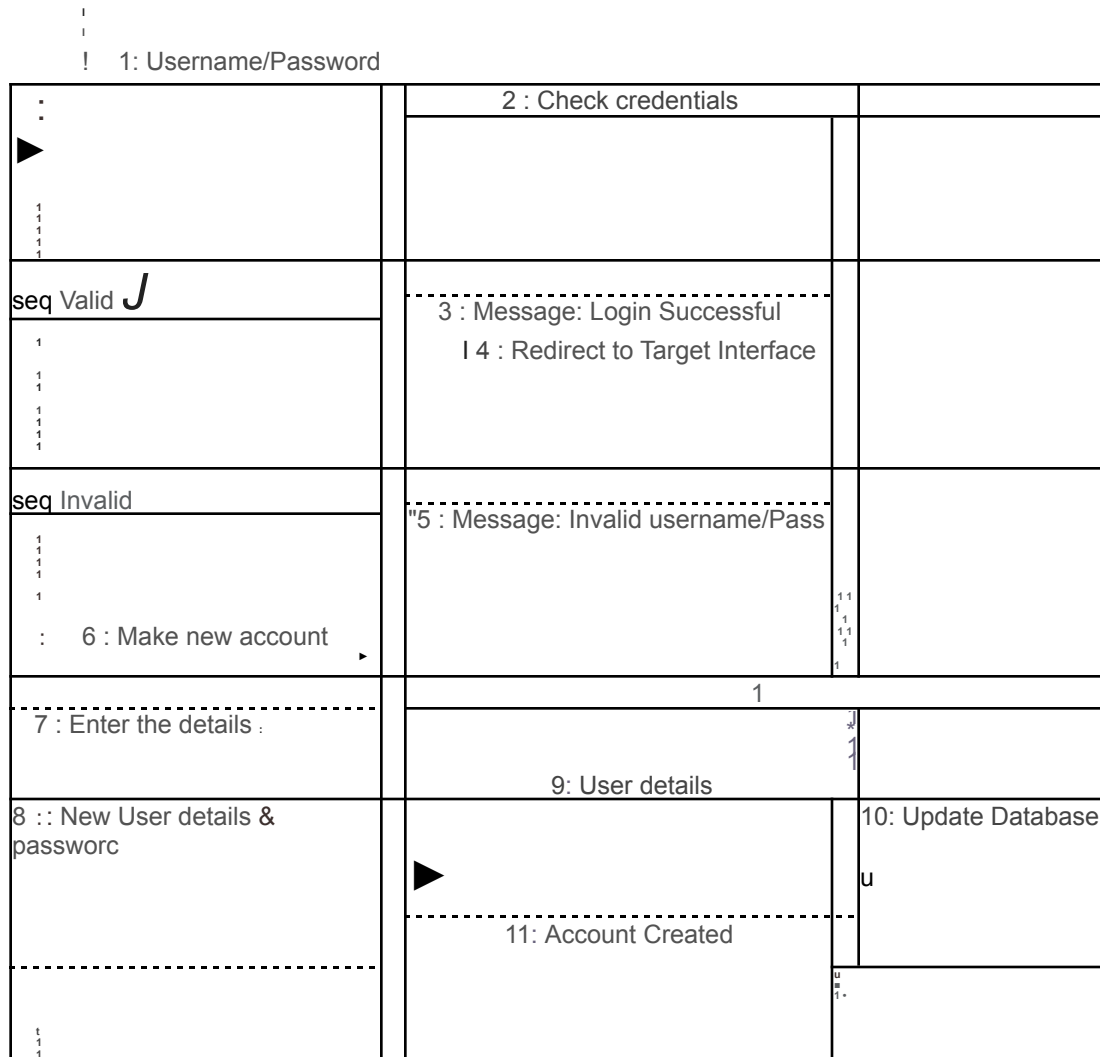 ! 1: Username/Password
2 : Check credentials
seq Valid J
3 : Message: Login Successful
I 4 : Redirect to Target Interface
seq Invalid
"5 : Message: Invalid username/Pass
: 6 : Make new account
1
7 : Enter the details :
9: User details
8 :: New User details &
passworc
10: Update Database
u
11: Account Created